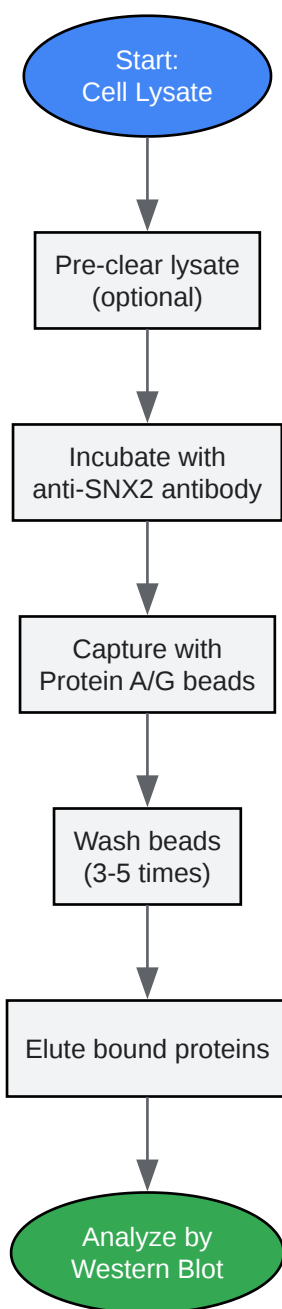 Start:
Cell Lysate
Pre-clear lysate
(optional)
Incubate with
anti-SNX2 antibody
Capture with
Protein A/G beads
Wash beads
(3-5 times)
Elute bound proteins
Analyze by
Western Blot